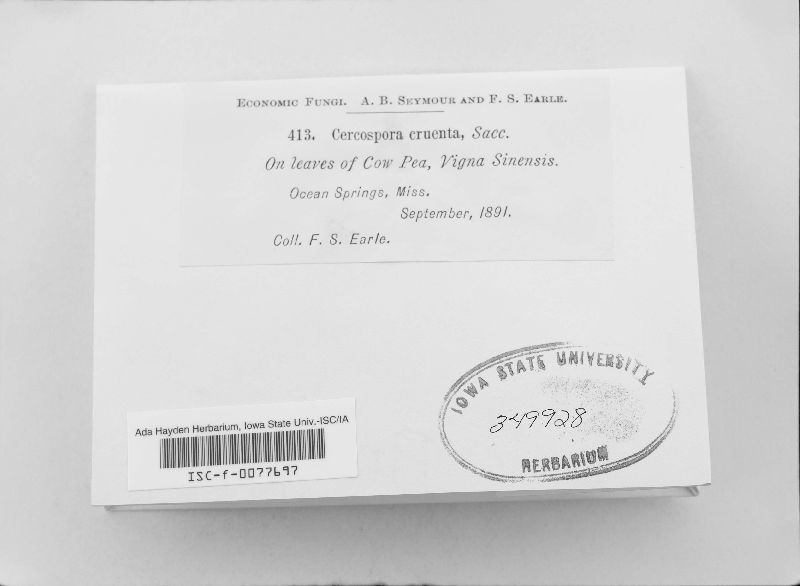 ECONOMIC FUNGI. A. B. SEYMOUR AND F. S. EARLE.
413. Cercospora cruenta, Sacc.
On leaves of Cow Pea, Vigna Sinensis.
Ocean Springs, Miss.
September, 1891.
Coll. F. S. Earle.
IOWA STATE UNIVERSITY
349928
HERBARIUM
Ada Hayden Herbarium, Iowa State Univ.-ISC/IA
ISC-f-0077697